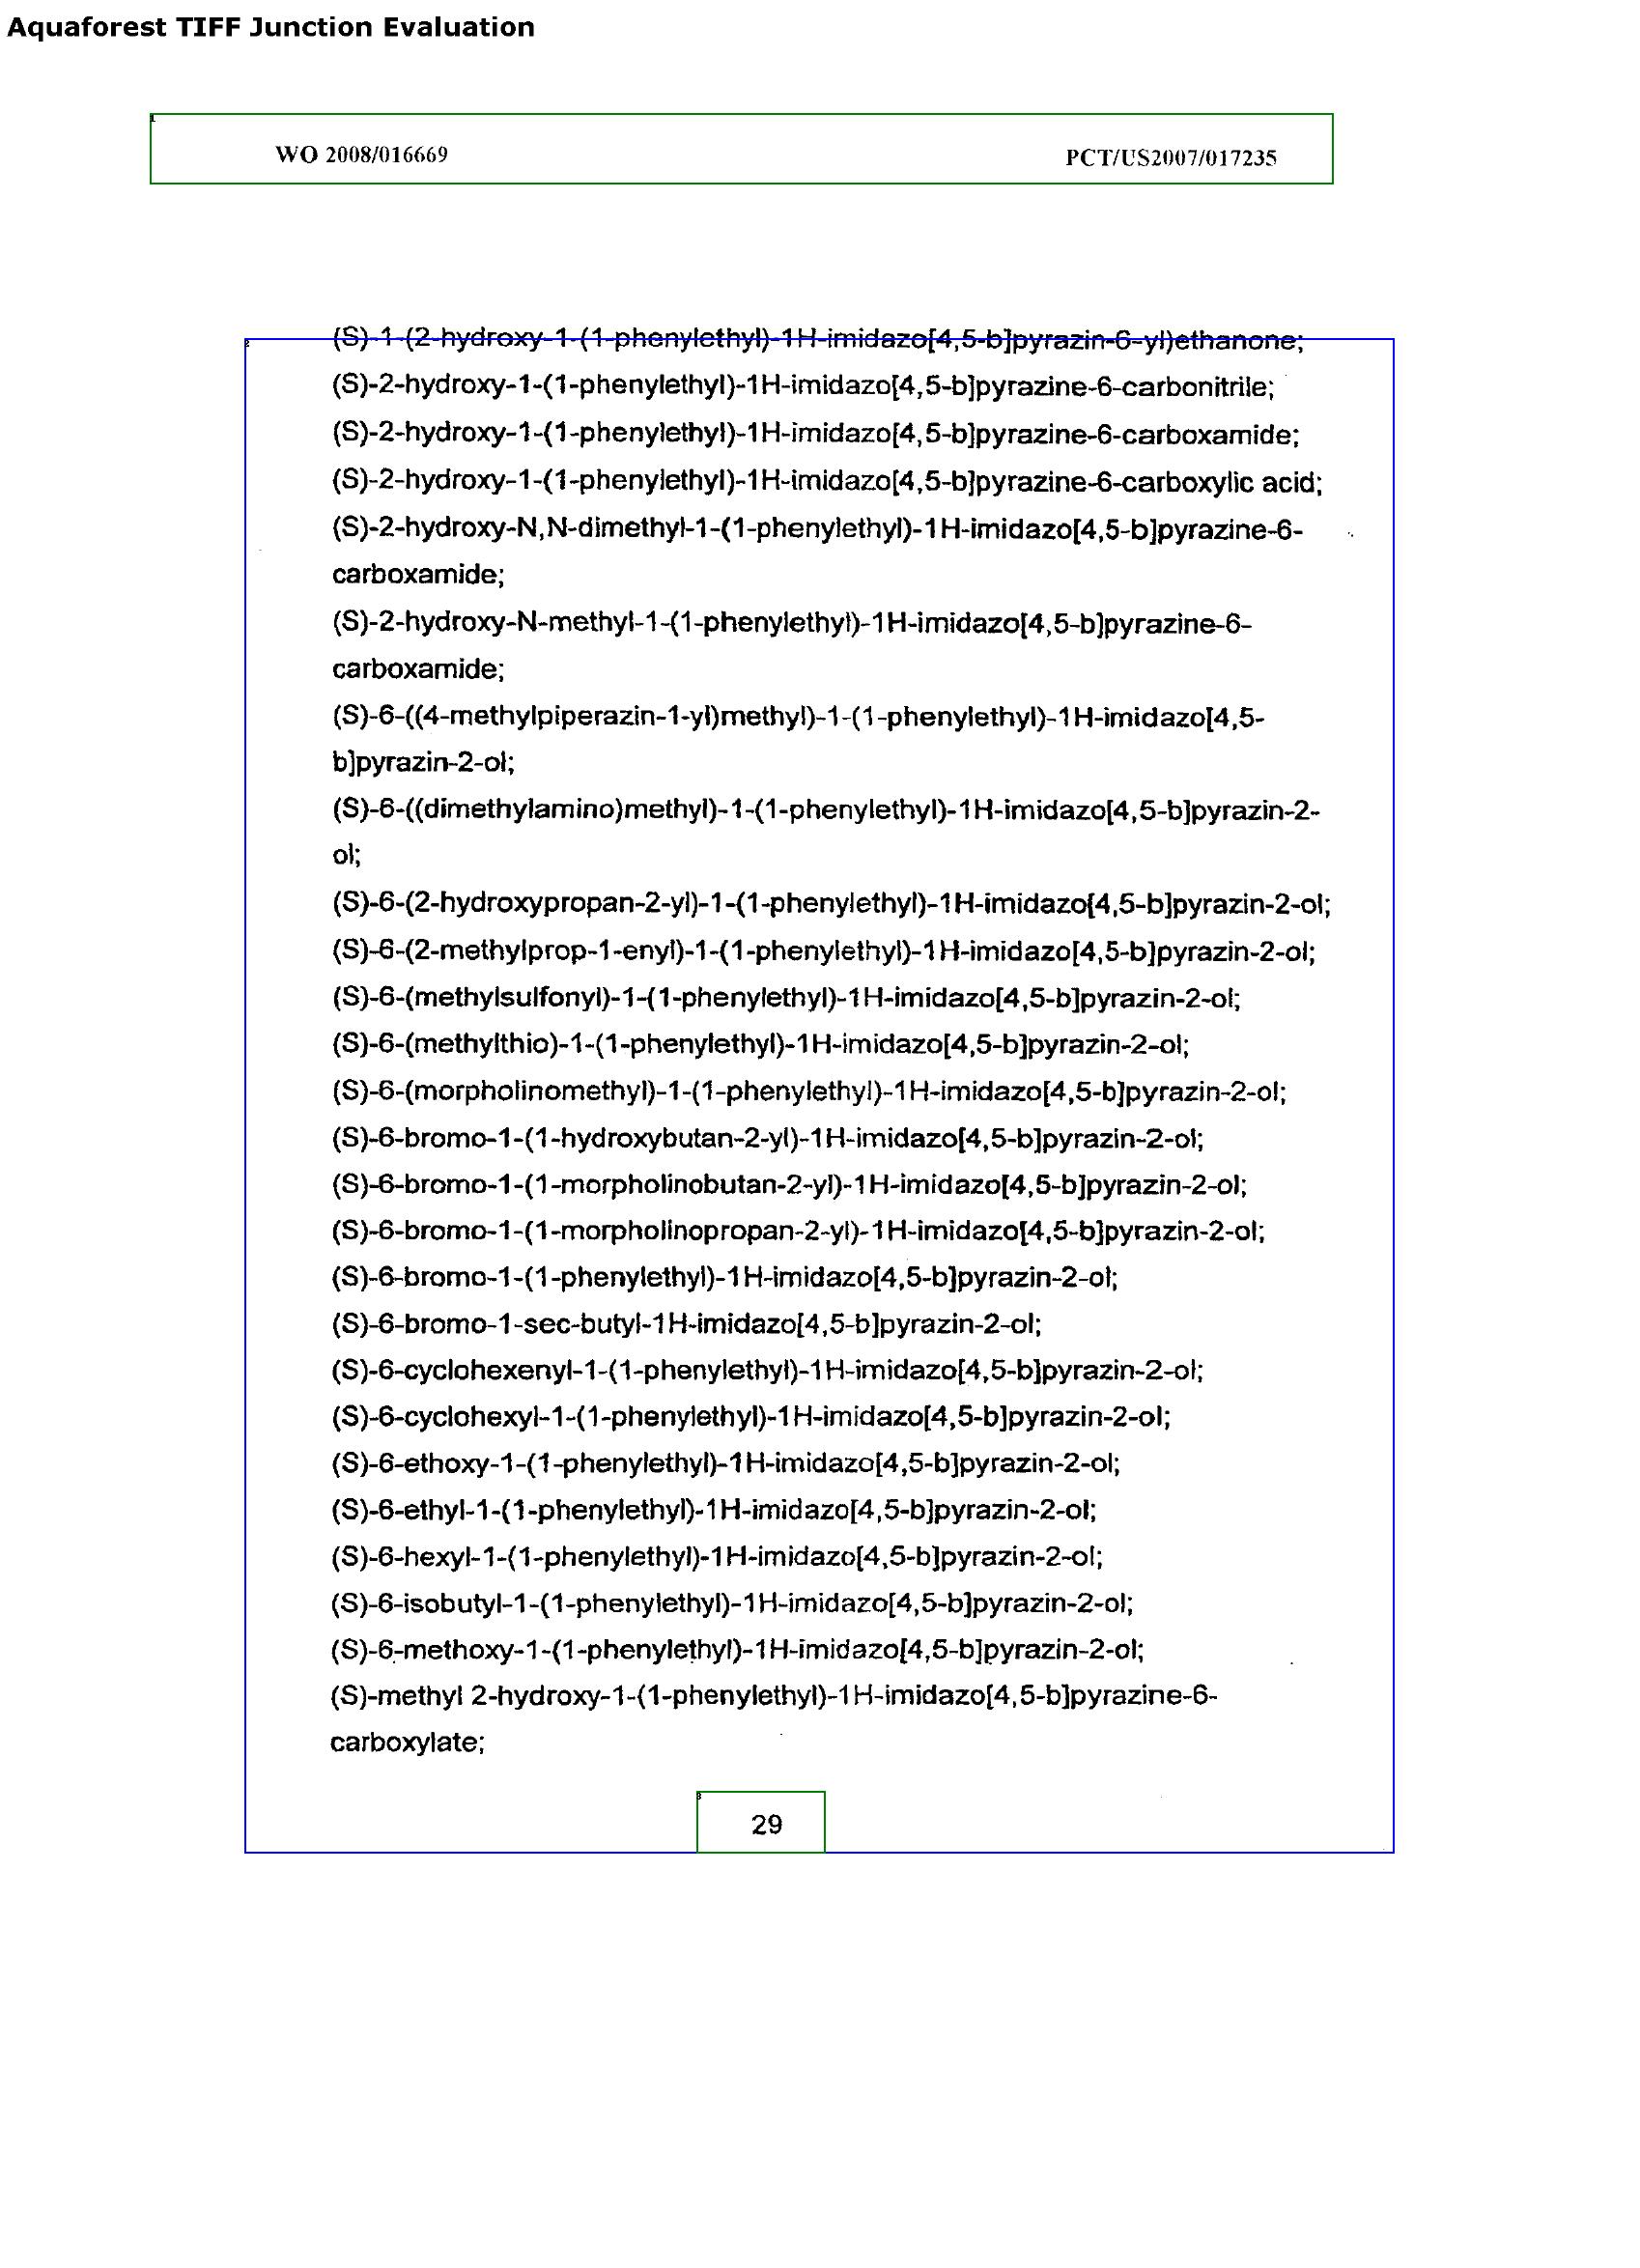 Aquaforest TIFF Junction Evaluation
WO 2008/016669 PCT/US2007/017235
(S)-1-(2-hydroxy-1-(1-phenylethyl)-1H-imidazo[4,5-b]pyrazin-6-yl)ethanone;
(S)-2-hydroxy-1-(1-phenylethyl)-1H-imidazo[4,5-b]pyrazine-6-carbonitrile;
(S)-2-hydroxy-1-(1-phenylethyl)-1H-imidazo[4,5-b]pyrazine-6-carboxamide;
(S)-2-hydroxy-1-(1-phenylethyl)-1H-imidazo[4,5-b]pyrazine-6-carboxylic acid;
(S)-2-hydroxy-N,N-dimethyl-1-(1-phenylethyl)-1H-imidazo[4,5-b]pyrazine-6-
carboxamide;
(S)-2-hydroxy-N-methyl-1-(1-phenylethyl)-1H-imidazo[4,5-b]pyrazine-6-
carboxamide;
(S)-6-((4-methylpiperazin-1-yl)methyl)-1-(1-phenylethyl)-1H-imidazo[4,5-
b]pyrazin-2-ol;
(S)-6-((dimethylamino)methyl)-1-(1-phenylethyl)-1H-imidazo[4,5-b]pyrazin-2-
ol;
(S)-6-(2-hydroxypropan-2-yl)-1-(1-phenylethyl)-1H-imidazo[4,5-b]pyrazin-2-ol;
(S)-6-(2-methylprop-1-enyl)-1-(1-phenylethyl)-1H-imidazo[4,5-b]pyrazin-2-ol;
(S)-6-(methylsulfonyl)-1-(1-phenylethyl)-1H-imidazo[4,5-b]pyrazin-2-ol;
(S)-6-(methylthio)-1-(1-phenylethyl)-1H-imidazo[4,5-b]pyrazin-2-ol;
(S)-6-(morpholinomethyl)-1-(1-phenylethyl)-1H-imidazo[4,5-b]pyrazin-2-ol;
(S)-6-bromo-1-(1-hydroxybutan-2-yl)-1H-imidazo[4,5-b]pyrazin-2-ol;
(S)-6-bromo-1-(1-morpholinobutan-2-yl)-1H-imidazo[4,5-b]pyrazin-2-ol;
(S)-6-bromo-1-(1-morpholinopropan-2-yl)-1H-imidazo[4,5-b]pyrazin-2-ol;
(S)-6-bromo-1-(1-phenylethyl)-1H-imidazo[4,5-b]pyrazin-2-ol;
(S)-6-bromo-1-sec-butyl-1H-imidazo[4,5-b]pyrazin-2-ol;
(S)-6-cyclohexenyl-1-(1-phenylethyl)-1H-imidazo[4,5-b]pyrazin-2-ol;
(S)-6-cyclohexyl-1-(1-phenylethyl)-1H-imidazo[4,5-b]pyrazin-2-ol;
(S)-6-ethoxy-1-(1-phenylethyl)-1H-imidazo[4,5-b]pyrazin-2-ol;
(S)-6-ethyl-1-(1-phenylethyl)-1H-imidazo[4,5-b]pyrazin-2-ol;
(S)-6-hexyl-1-(1-phenylethyl)-1H-imidazo[4,5-b]pyrazin-2-ol;
(S)-6-isobutyl-1-(1-phenylethyl)-1H-imidazo[4,5-b]pyrazin-2-ol;
(S)-6-methoxy-1-(1-phenylethyl)-1H-imidazo[4,5-b]pyrazin-2-ol;
(S)-methyl 2-hydroxy-1-(1-phenylethyl)-1H-imidazo[4,5-b]pyrazine-6-
carboxylate;
29